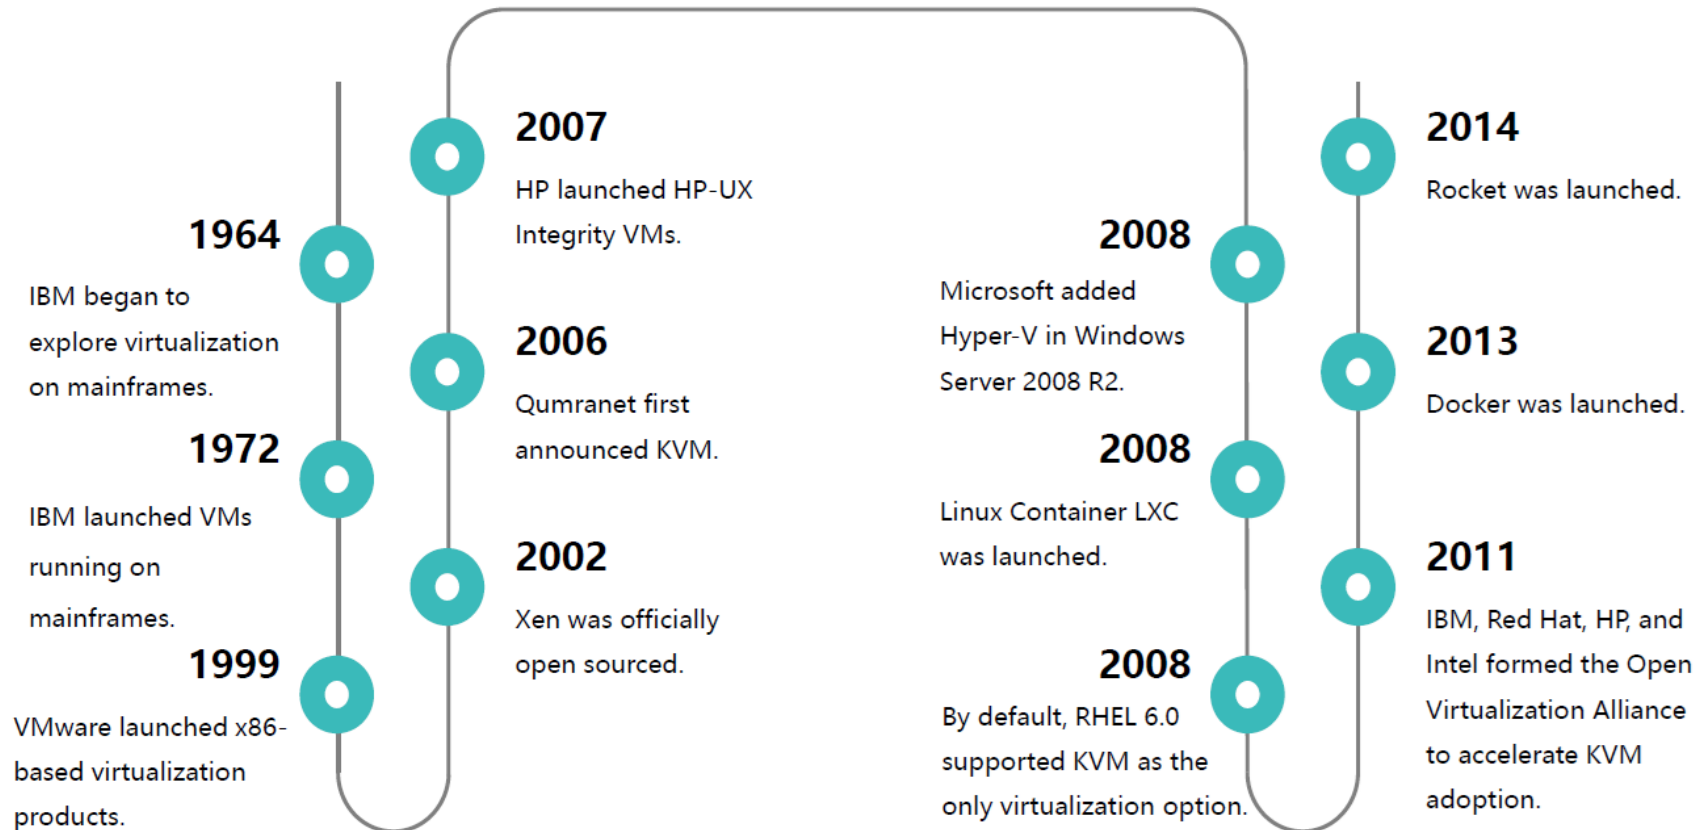 1964
IBM began to
explore virtualization
on mainframes.
1972
IBM launched VMs
running on
mainframes.
1999
VMware launched x86-
based virtualization
products.
2002
Xen was officially
open sourced.
2006
Qumranet first
announced KVM.
2007
HP launched HP-UX
Integrity VMs.
2008
Microsoft added
Hyper-V in Windows
Server 2008 R2.
2008
Linux Container LXC
was launched.
2008
By default, RHEL 6.0
supported KVM as the
only virtualization option.
2011
IBM, Red Hat, HP, and
Intel formed the Open
Virtualization Alliance
to accelerate KVM
adoption.
2013
Docker was launched.
2014
Rocket was launched.